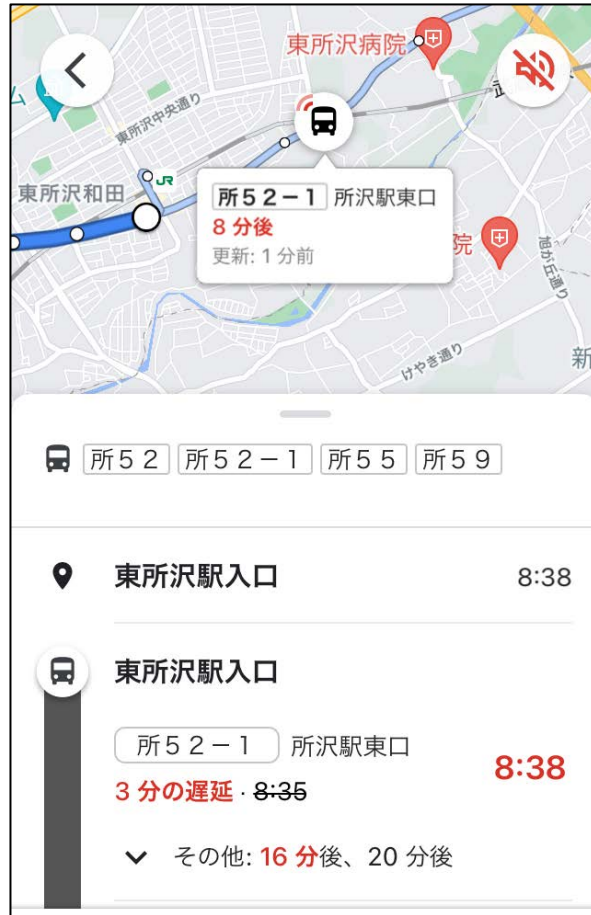 東所沢病院
東所沢中央通り
JR
東所沢和田
所５２－１ 所沢駅東口
8 分後
更新: 1 分前
院
旭が丘通り
けやき通り
新
所５２ 所５２－１ 所５５ 所５９
東所沢駅入口 8:38
東所沢駅入口
所５２－１ 所沢駅東口
8:38
3 分の遅延 · 8:35
その他: 16 分後、20 分後